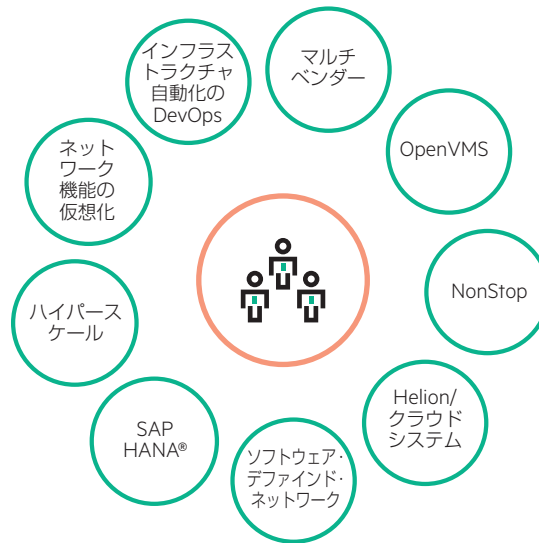 インフラス
トラクチャ
自動化の
DevOps
マルチ
ベンダー
OpenVMS
NonStop
Helion/
クラウド
システム
ソフトウェア・
デファインド・
ネットワーク
SAP
HANA®
ハイパース
ケール
ネット
ワーク
機能の
仮想化